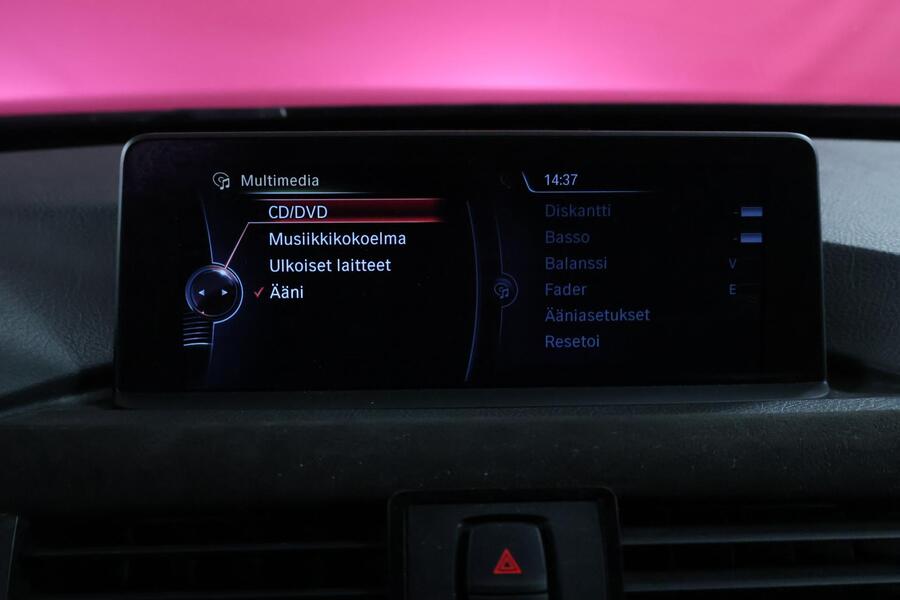 Multimedia
CD/DVD
Musiikkikokoelma
Ulkoiset laitteet
Ääni
14:37
Diskantti
Basso
Balanssi V
Fader E
Ääniasetukset
Resetoi